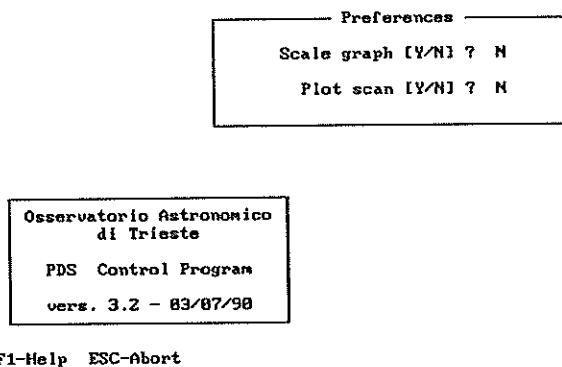 Preferences
Scale graph [Y/N] ? N
Plot scan [Y/N] ? N
Osservatorio Astronomico
di Trieste
PDS Control Program
vers. 3.2 - 03/07/90
F1-Help ESC-Abort